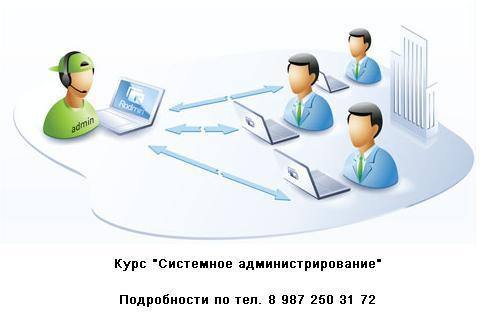 admin
Radmin
Курс "Системное администрирование"
Подробности по тел. 8 987 250 31 72